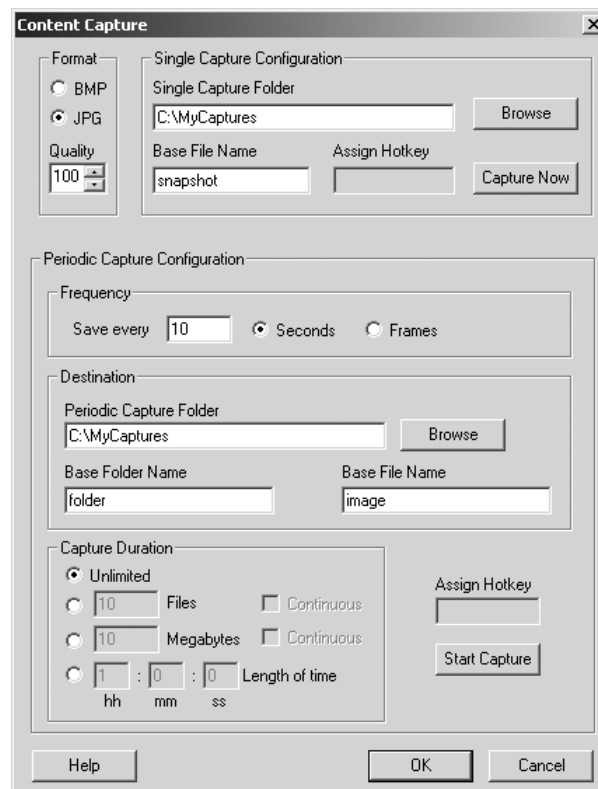 Content Capture
Format
BMP
JPG
Quality
100
Single Capture Configuration
Single Capture Folder
C:\MyCaptures
Browse
Base File Name
Assign Hotkey
snapshot
Capture Now
Periodic Capture Configuration
Frequency
Save every 10 Seconds Frames
Destination
Periodic Capture Folder
C:\MyCaptures
Browse
Base Folder Name
Base File Name
folder
image
Capture Duration
Unlimited
10 Files Continuous
10 Megabytes Continuous
1 : 0 : 0 Length of time
hh mm ss
Assign Hotkey
Start Capture
Help
OK
Cancel